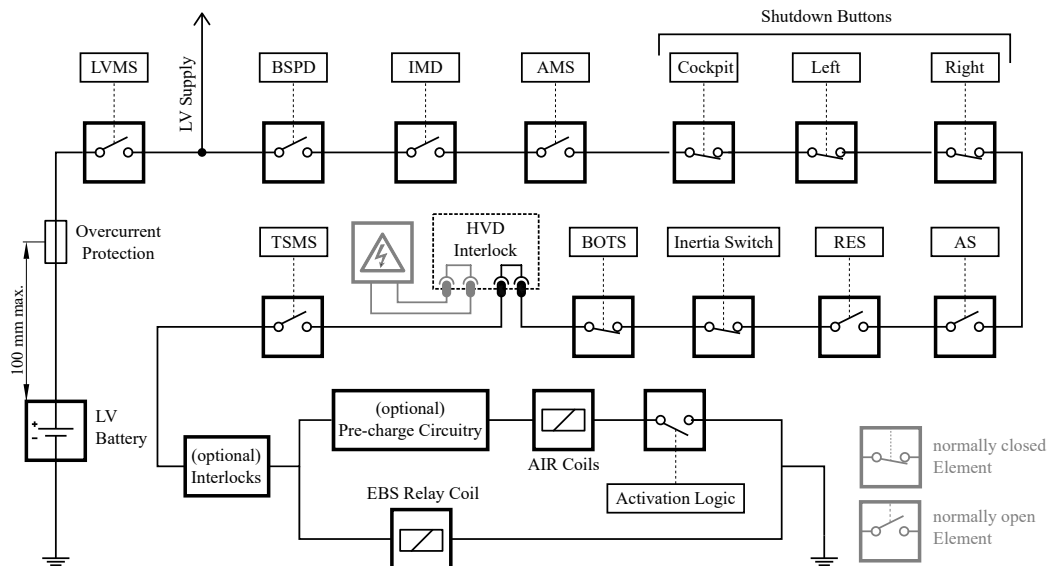 Shutdown Buttons
LVMS
BSPD
IMD
AMS
Cockpit
Left
Right
LV Supply
Overcurrent
Protection
100 mm max.
TSMS
HVD
Interlock
BOTS
Inertia Switch
RES
AS
LV
Battery
+
-
(optional)
Interlocks
(optional)
Pre-charge Circuitry
AIR Coils
Activation Logic
EBS Relay Coil
normally closed
Element
normally open
Element